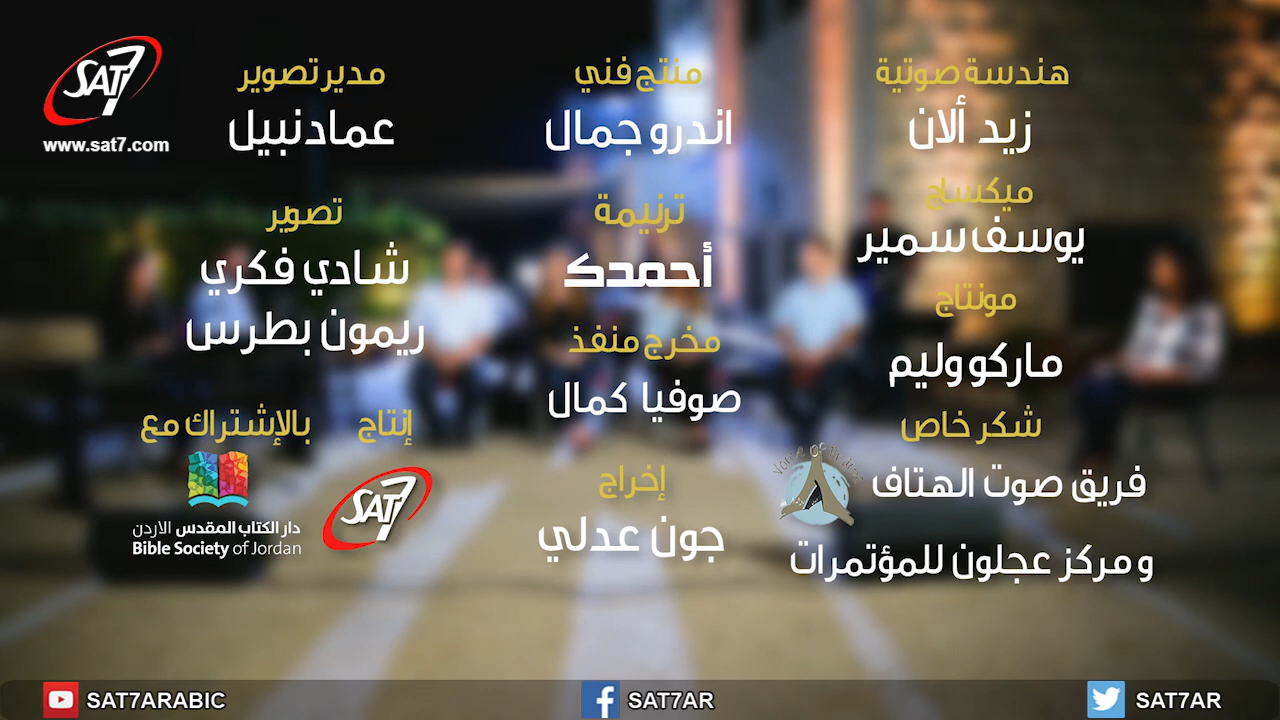 هندسة صوتية
زيد ألان
ميكساج
يوسف سمير
مونتاج
ماركو وليم
شكر خاص
فريق صوت الهتاف
و مركز عجلون للمؤتمرات
منتج فني
اندرو جمال
ترنيمة
أحمدك
مخرج منفذ
صوفيا كمال
إخراج
جون عدلي
مدير تصوير
عماد نبيل
تصوير
شادي فكري
ريمون بطرس
إنتاج بالإشتراك مع
SAT7
دار الكتاب المقدس الاردن
Bible Society of Jordan
SAT7
www.sat7.com
SAT7ARABIC
SAT7AR
SAT7AR